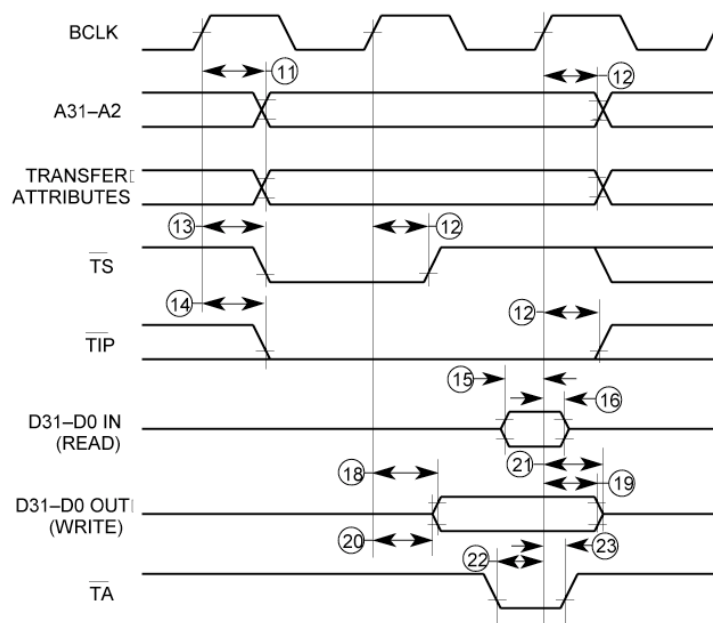 BCLK
11
12
A31–A2
TRANSFER
ATTRIBUTES
13
12
TS
14
12
TIP
15
D31–D0 IN
(READ)
16
21
18
19
D31–D0 OUT
(WRITE)
20
23
22
TA